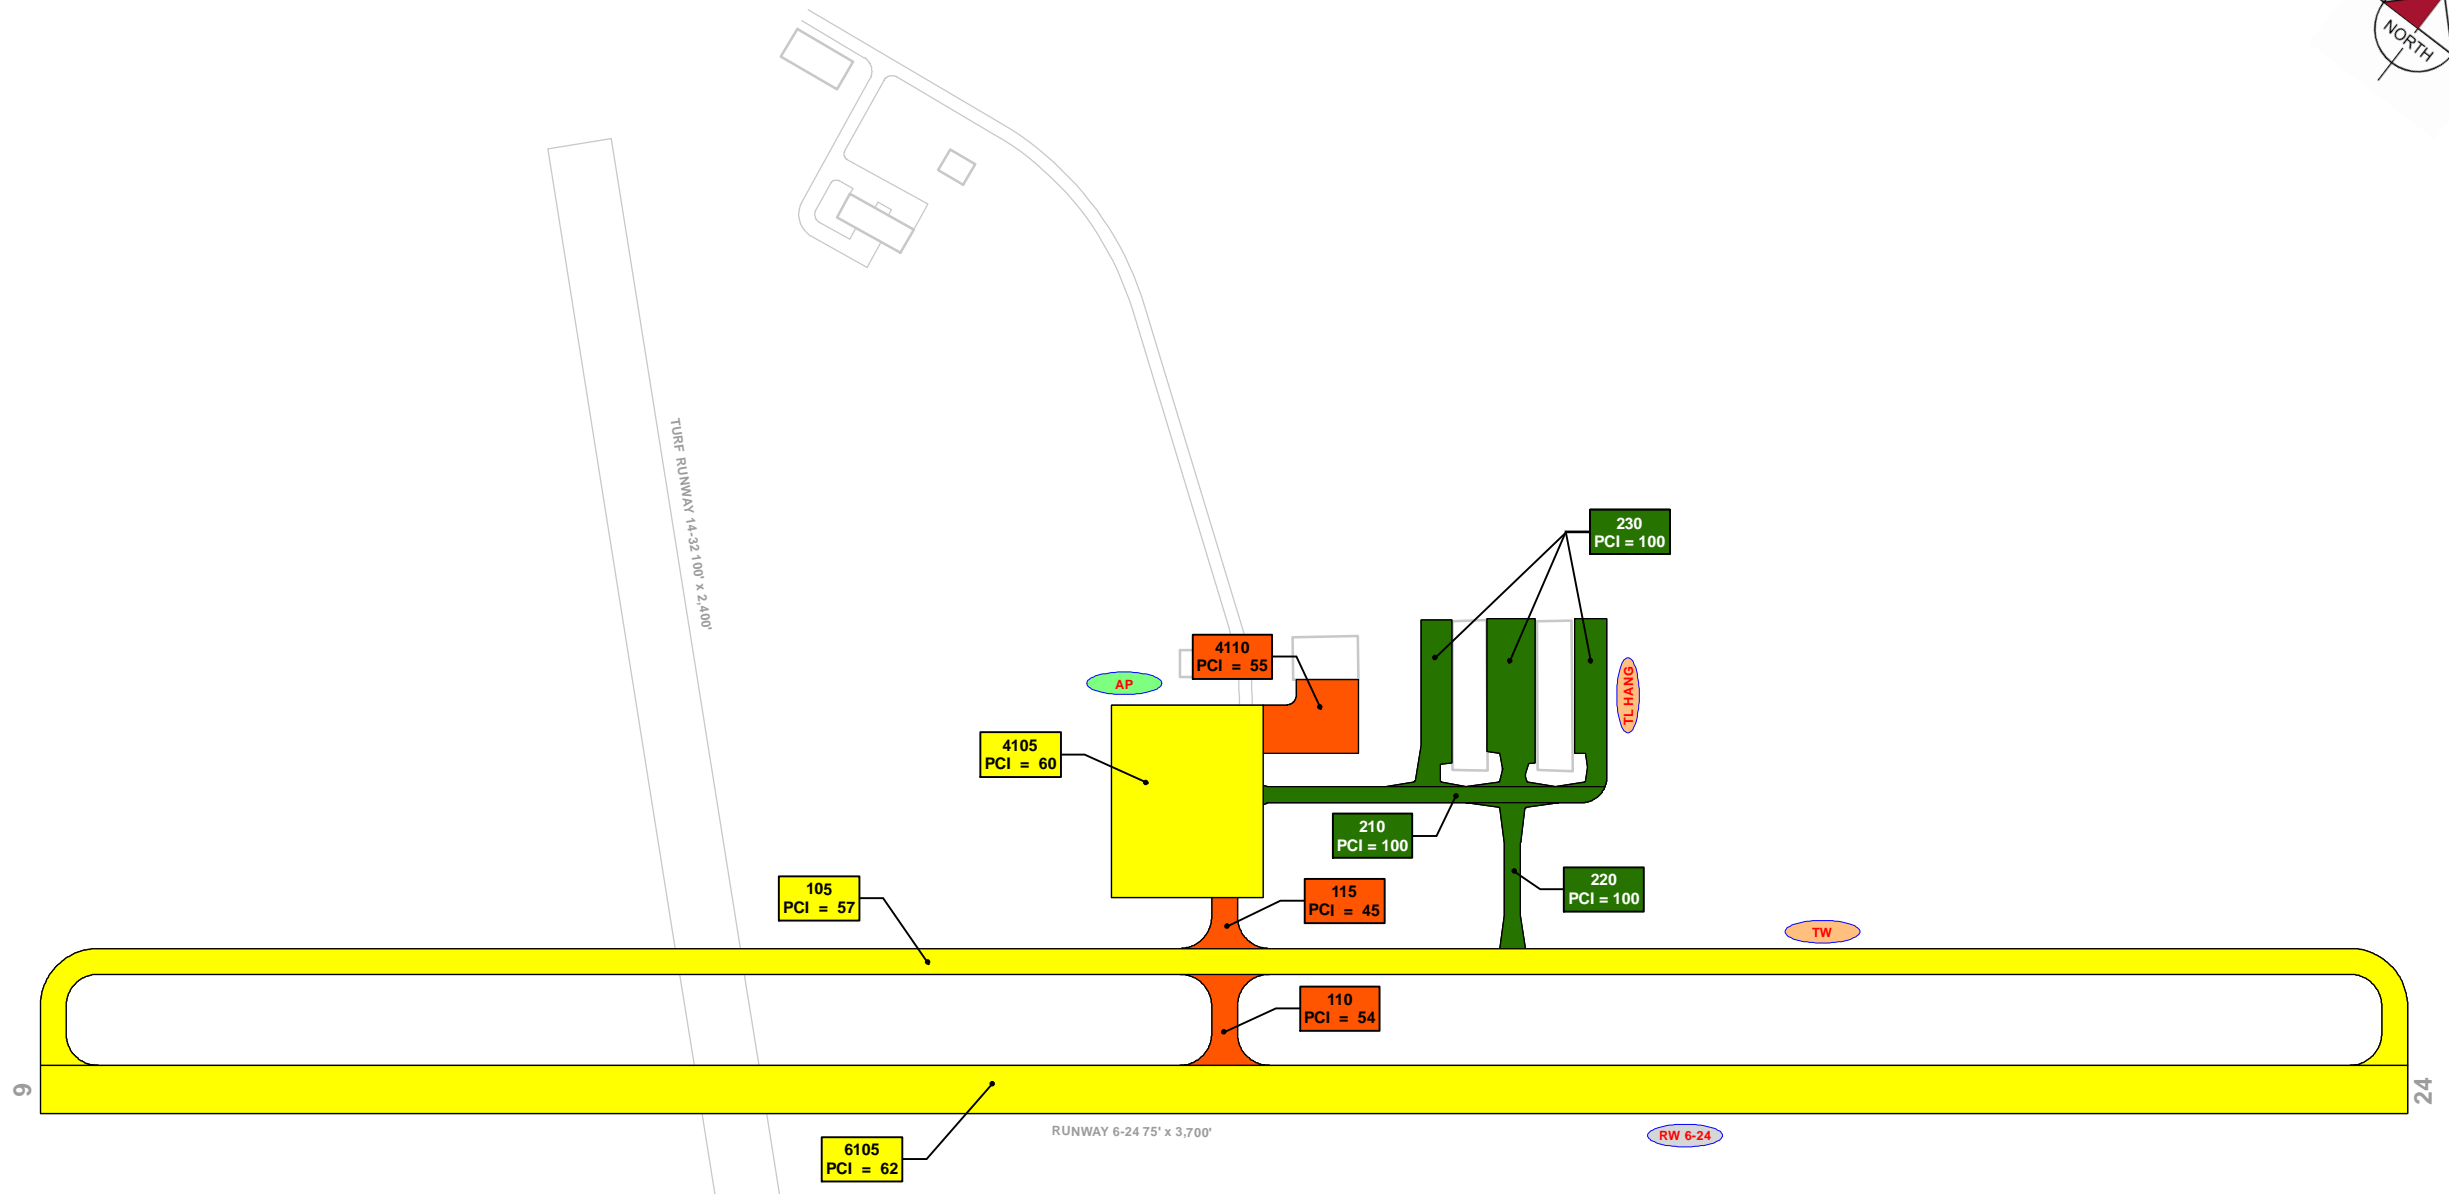 NORTH
TURF RUNWAY 14-32 100' x 2,400'
230
PCI = 100
4110
PCI = 55
TL HANG
AP
4105
PCI = 60
210
PCI = 100
220
PCI = 100
105
PCI = 57
115
PCI = 45
TW
110
PCI = 54
6
24
RUNWAY 6-24 75' x 3,700'
RW 6-24
6105
PCI = 62